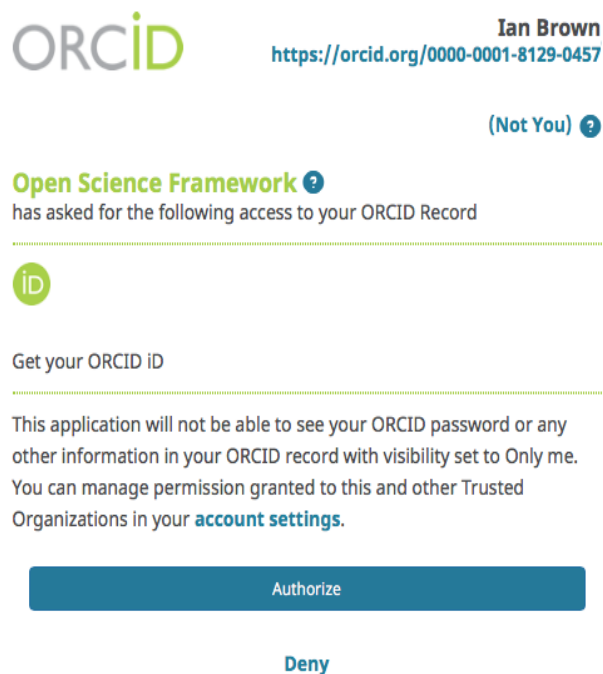 ORCiD
Ian Brown
https://orcid.org/0000-0001-8129-0457
(Not You) ?
Open Science Framework ?
has asked for the following access to your ORCID Record
iD
Get your ORCID iD
This application will not be able to see your ORCID password or any
other information in your ORCID record with visibility set to Only me.
You can manage permission granted to this and other Trusted
Organizations in your account settings.
Authorize
Deny